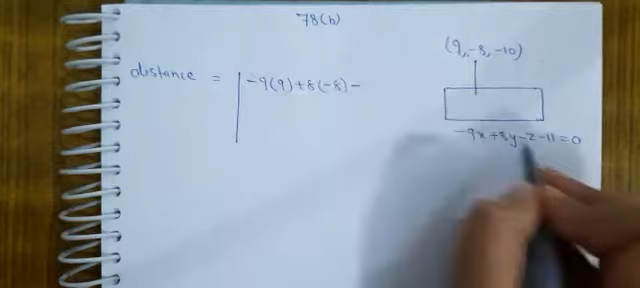 78(b)
(9,-8,-10)
distance = |-9(9)+8(-8)-
-9x+8y-z-11=0